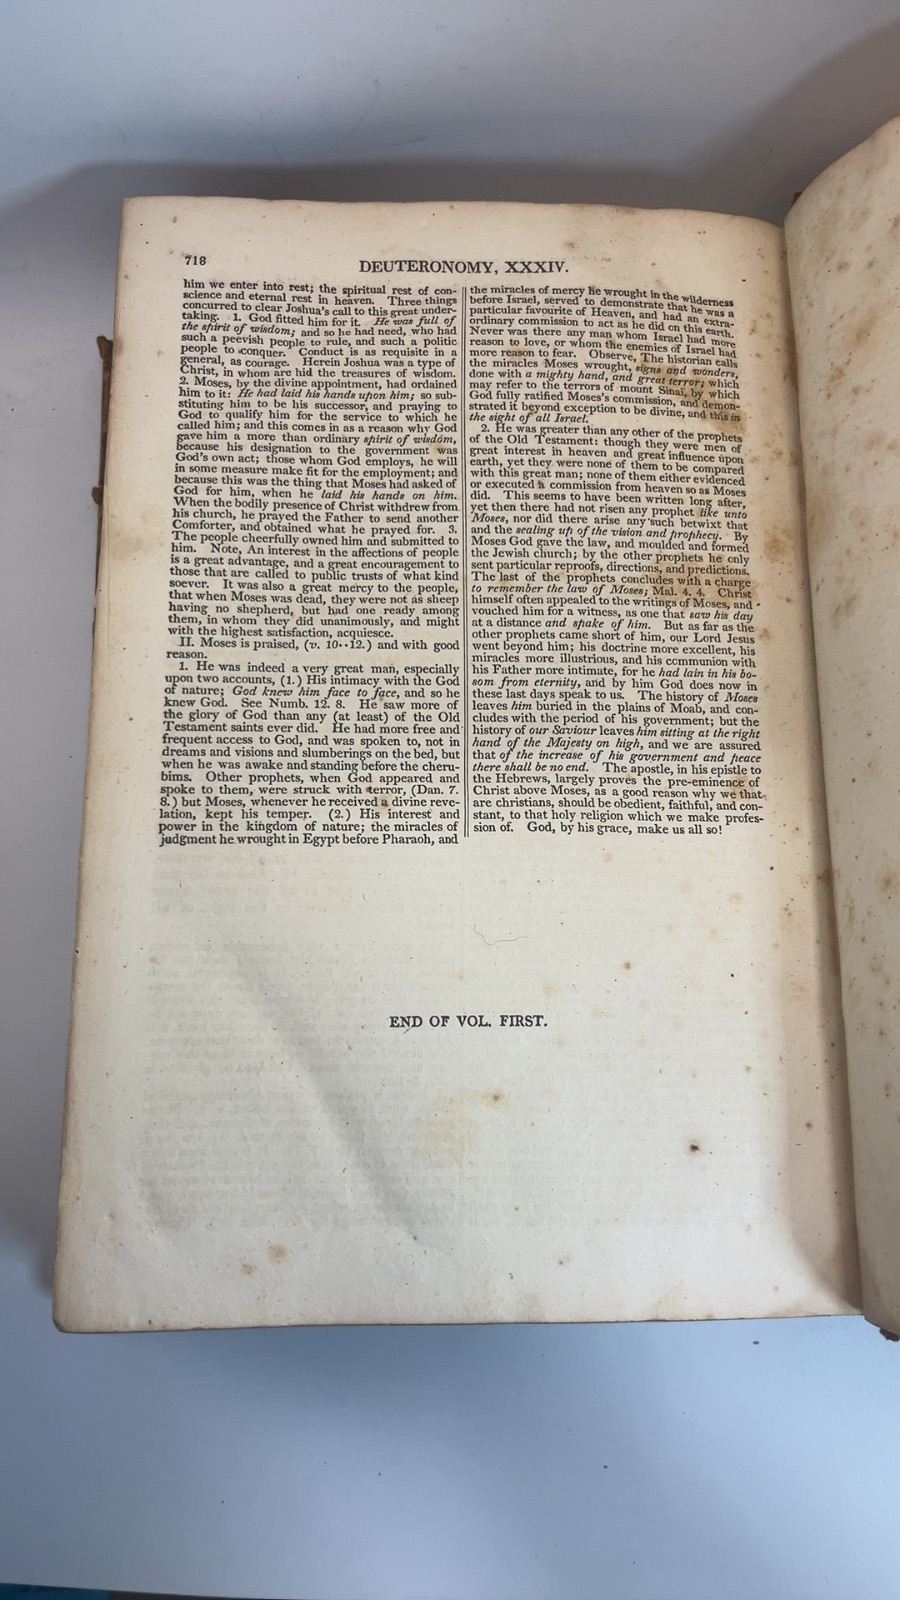 718
DEUTERONOMY, XXXIV.
him we enter into rest; the spiritual rest of con-
science and eternal rest in heaven. Three things
concurred to clear Joshua's call to this great under-
taking. 1. God fitted him for it. He was full of
the spirit of wisdom; and so he had need, who had
such a peevish people to rule, and such a politic
people to conquer. Conduct is as requisite in a
general, as courage. Herein Joshua was a type of
Christ, in whom are hid the treasures of wisdom.
2. Moses, by the divine appointment, had ordained
him to it: He had laid his hands upon him; so sub-
stituting him to be his successor, and praying to
God to qualify him for the service to which he
called him; and this comes in as a reason why God
gave him a more than ordinary spirit of wisdom,
because his designation to the government was
God's own act; those whom God employs, he will
in some measure make fit for the employment; and
because this was the thing that Moses had asked of
God for him, when he laid his hands on him.
When the bodily presence of Christ withdrew from
his church, he prayed the Father to send another
Comforter, and obtained what he prayed for. 3.
The people cheerfully owned him and submitted to
him. Note, An interest in the affections of people
is a great advantage, and a great encouragement to
those that are called to public trusts of what kind
soever. It was also a great mercy to the people,
that when Moses was dead, they were not as sheep
having no shepherd, but had one ready among
them, in whom they did unanimously, and might
with the highest satisfaction, acquiesce.
II. Moses is praised, (v. 10··12.) and with good
reason.
1. He was indeed a very great man, especially
upon two accounts, (1.) His intimacy with the God
of nature; God knew him face to face, and so he
knew God. See Numb. 12. 8. He saw more of
the glory of God than any (at least) of the Old
Testament saints ever did. He had more free and
frequent access to God, and was spoken to, not in
dreams and visions and slumberings on the bed, but
when he was awake and standing before the cheru-
bims. Other prophets, when God appeared and
spoke to them, were struck with terror, (Dan. 7.
8.) but Moses, whenever he received a divine reve-
lation, kept his temper. (2.) His interest and
power in the kingdom of nature; the miracles of
judgment he wrought in Egypt before Pharaoh, and
the miracles of mercy he wrought in the wilderness
before Israel, served to demonstrate that he was a
particular favourite of Heaven, and had an extra-
ordinary commission to act as he did on this earth.
Never was there any man whom Israel had more
reason to love, or whom the enemies of Israel had
more reason to fear. Observe, The historian calls
the miracles Moses wrought, signs and wonders,
done with a mighty hand, and great terror; which
may refer to the terrors of mount Sinai, by which
God fully ratified Moses's commission, and demon-
strated it beyond exception to be divine, and this in
the sight of all Israel.
2. He was greater than any other of the prophets
of the Old Testament: though they were men of
great interest in heaven and great influence upon
earth, yet they were none of them to be compared
with this great man; none of them either evidenced
or executed a commission from heaven so as Moses
did. This seems to have been written long after,
yet then there had not risen any prophet like unto
Moses, nor did there arise any such betwixt that
and the sealing up of the vision and prophecy. By
Moses God gave the law, and moulded and formed
the Jewish church; by the other prophets he only
sent particular reproofs, directions, and predictions.
The last of the prophets concludes with a charge
to remember the law of Moses; Mal. 4. 4. Christ
himself often appealed to the writings of Moses, and
vouched him for a witness, as one that saw his day
at a distance and spake of him. But as far as the
other prophets came short of him, our Lord Jesus
went beyond him; his doctrine more excellent, his
miracles more illustrious, and his communion with
his Father more intimate, for he had lain in his bo-
som from eternity, and by him God does now in
these last days speak to us. The history of Moses
leaves him buried in the plains of Moab, and con-
cludes with the period of his government; but the
history of our Saviour leaves him sitting at the right
hand of the Majesty on high, and we are assured
that of the increase of his government and peace
there shall be no end. The apostle, in his epistle to
the Hebrews, largely proves the pre-eminence of
Christ above Moses, as a good reason why we that
are christians, should be obedient, faithful, and con-
stant, to that holy religion which we make profes-
sion of. God, by his grace, make us all so!
END OF VOL. FIRST.